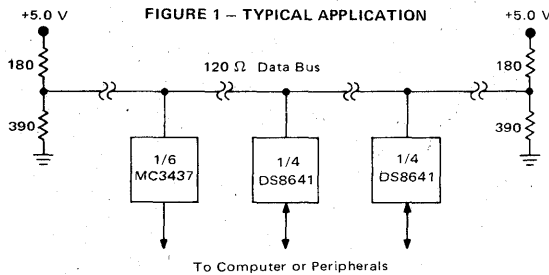 FIGURE 1 – TYPICAL APPLICATION
+5.0 V
+5.0 V
180
180
120 Ω Data Bus
390
390
1/6
MC3437
1/4
DS8641
1/4
DS8641
To Computer or Peripherals